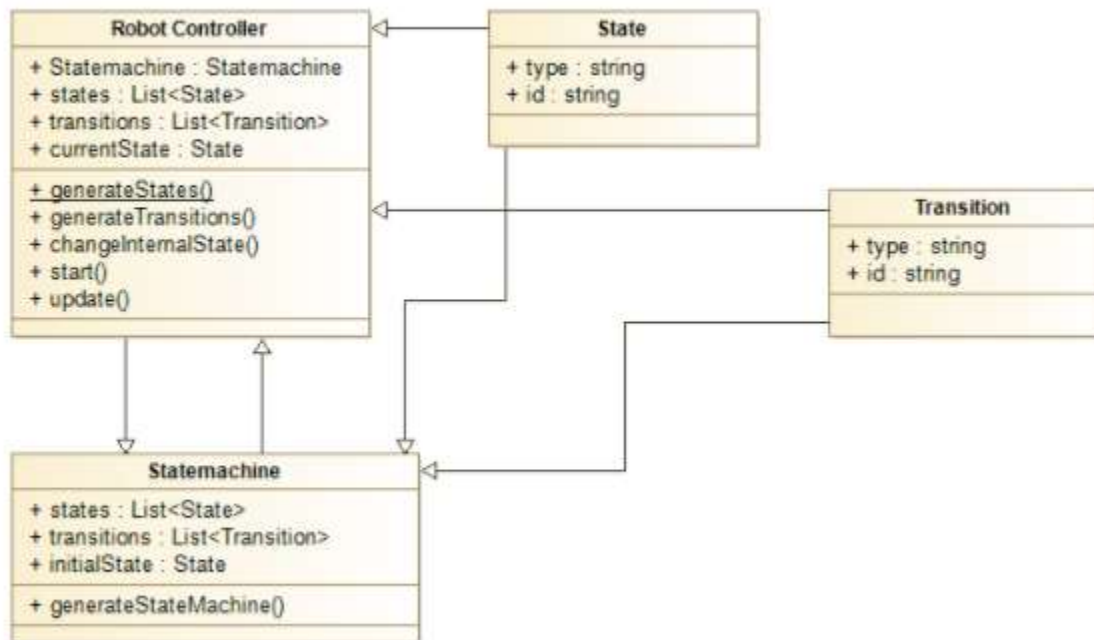 Robot Controller
+ Statemachine : Statemachine
+ states : List<State>
+ transitions : List<Transition>
+ currentState : State
+ generateStates()
+ generateTransitions()
+ changeInternalState()
+ start()
+ update()
State
+ type : string
+ id : string
Transition
+ type : string
+ id : string
Statemachine
+ states : List<State>
+ transitions : List<Transition>
+ initialState : State
+ generateStateMachine()